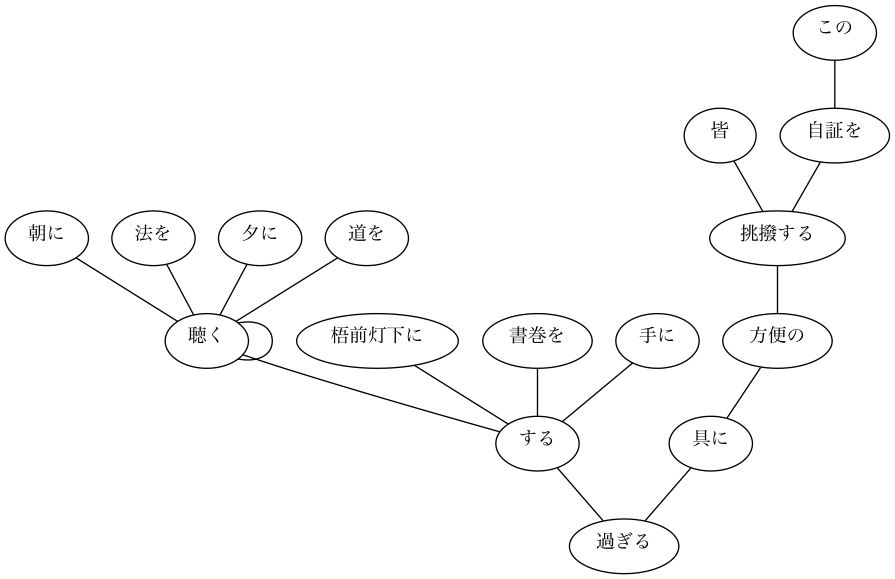 この
皆
自証を
朝に
法を
夕に
道を
挑撥する
聴く
梧前灯下に
書巻を
手に
方便の
する
具に
過ぎる